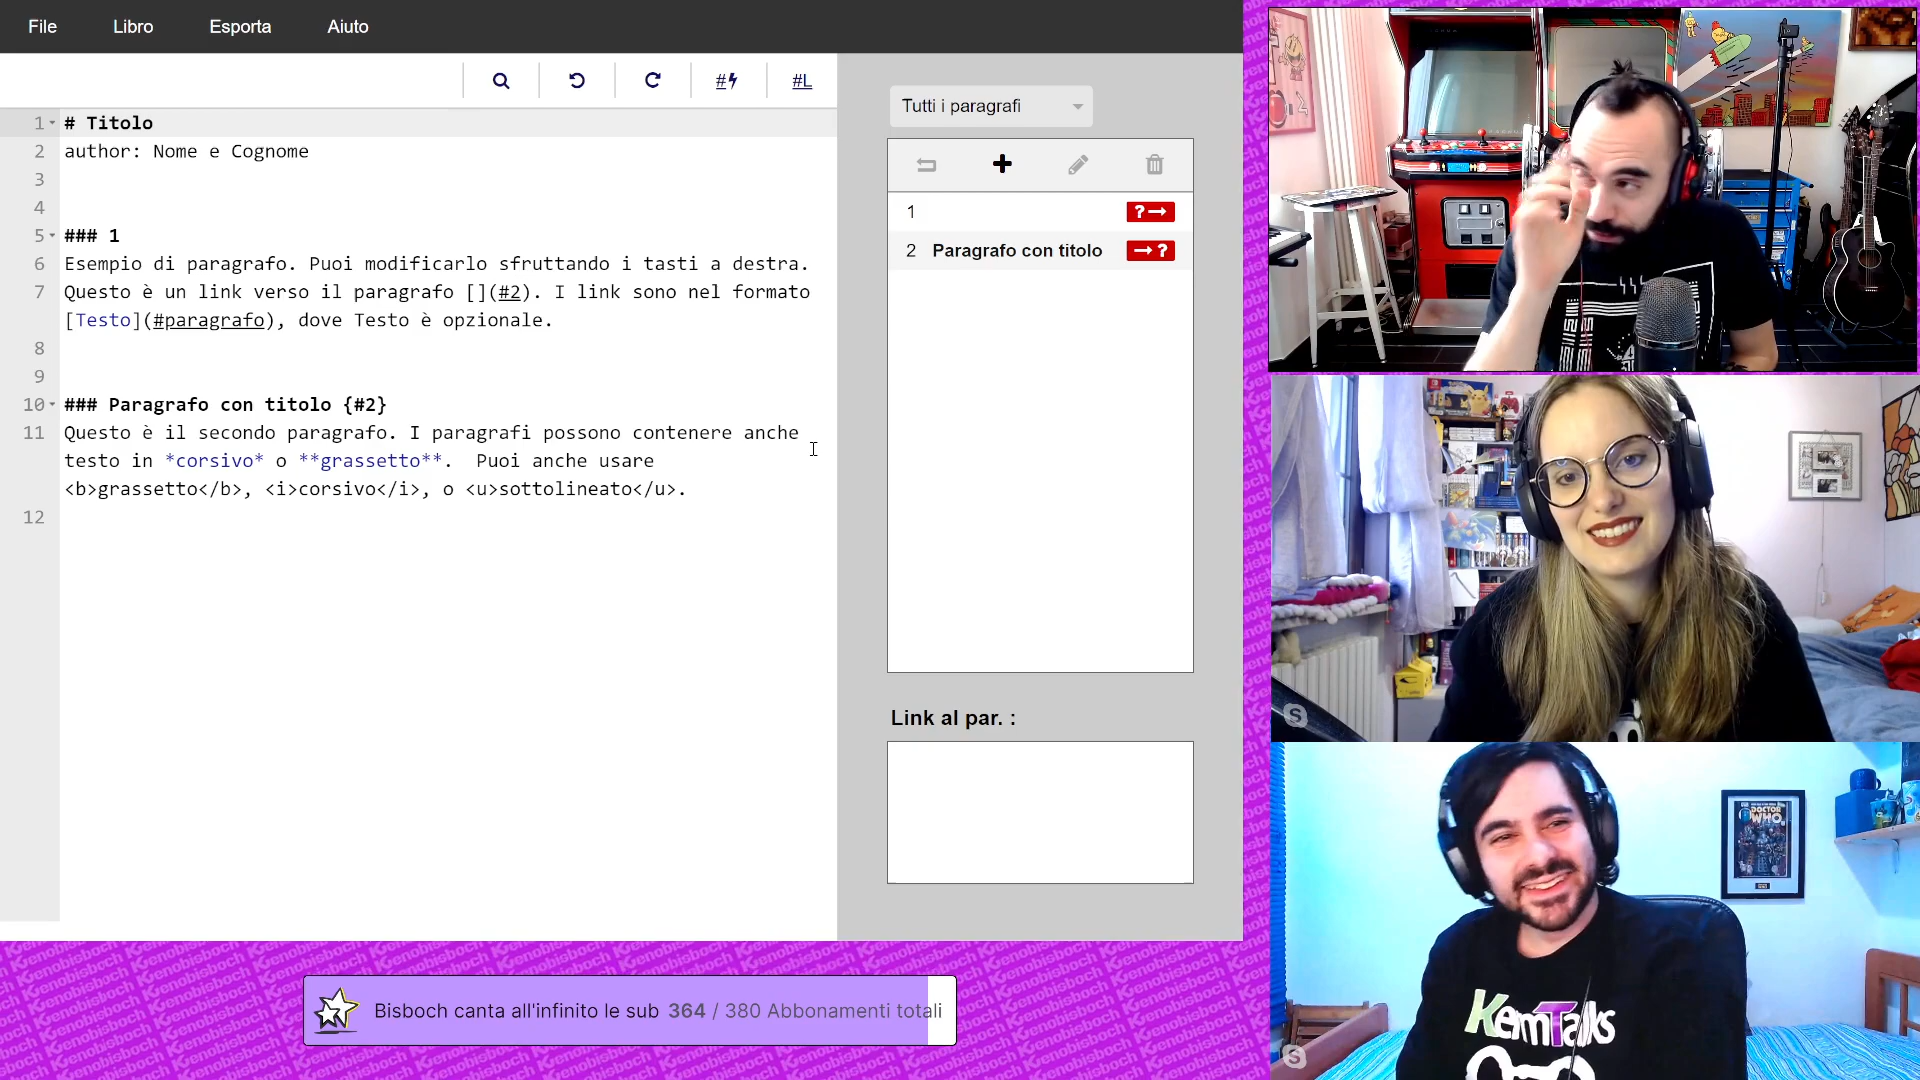 File Libro Esporta Aiuto
#⚡ #L
1 # Titolo
2 author: Nome e Cognome
3
4
5 ### 1
6 Esempio di paragrafo. Puoi modificarlo sfruttando i tasti a destra.
7 Questo è un link verso il paragrafo [](#2). I link sono nel formato
[Testo](#paragrafo), dove Testo è opzionale.
8
9
10 ### Paragrafo con titolo {#2}
11 Questo è il secondo paragrafo. I paragrafi possono contenere anche
testo in *corsivo* o **grassetto**.  Puoi anche usare
<b>grassetto</b>, <i>corsivo</i>, o <u>sottolineato</u>.
12
Tutti i paragrafi
1 ?→
2 Paragrafo con titolo →?
Link al par. :
Bisboch canta all'infinito le sub 364 / 380 Abbonamenti totali
Kenobisboch
DOCTOR
WHO
KemTalks